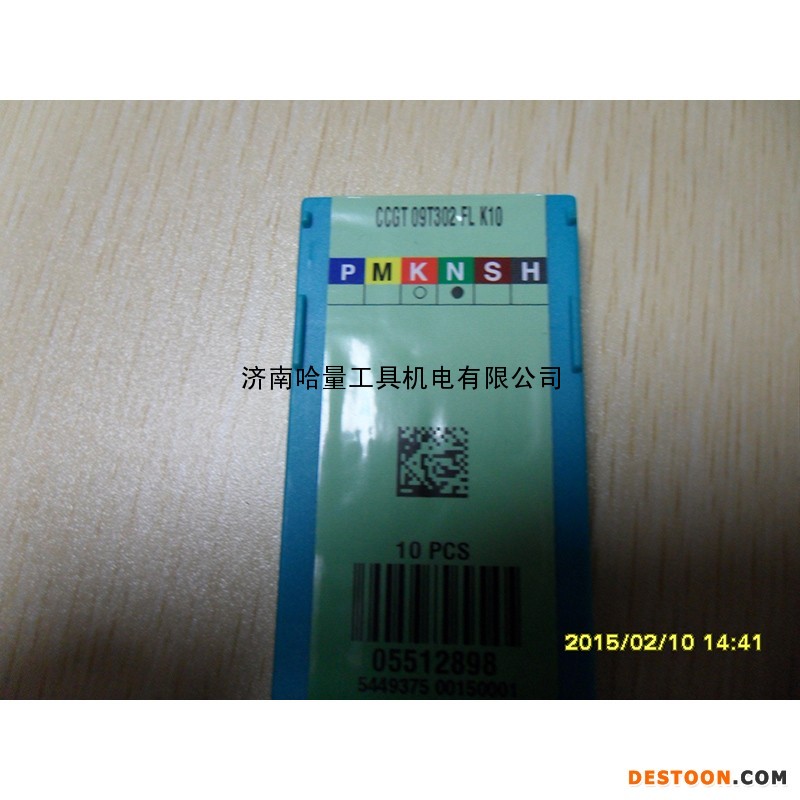 CCGT 09T302-FL K10
P M K N S H
济南哈量工具机电有限公司
10 PCS
05512898
5449375 00150001
2015/02/10 14:41
DESTOON.COM